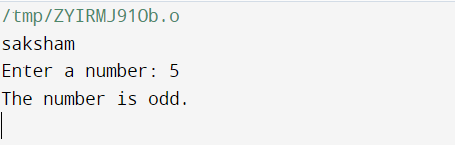 /tmp/ZYIRMJ91Ob.o
saksham
Enter a number: 5
The number is odd.